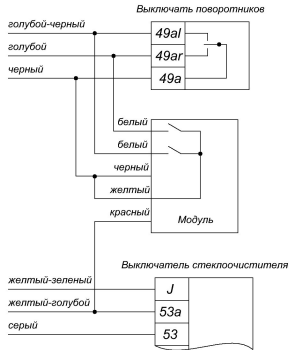 Выключать поворотников
голубой-черный
49al
голубой
49ar
черный
49a
белый
белый
черный
желтый
красный
Модуль
Выключатель стеклоочистителя
желтый-зеленый
J
желтый-голубой
53a
серый
53